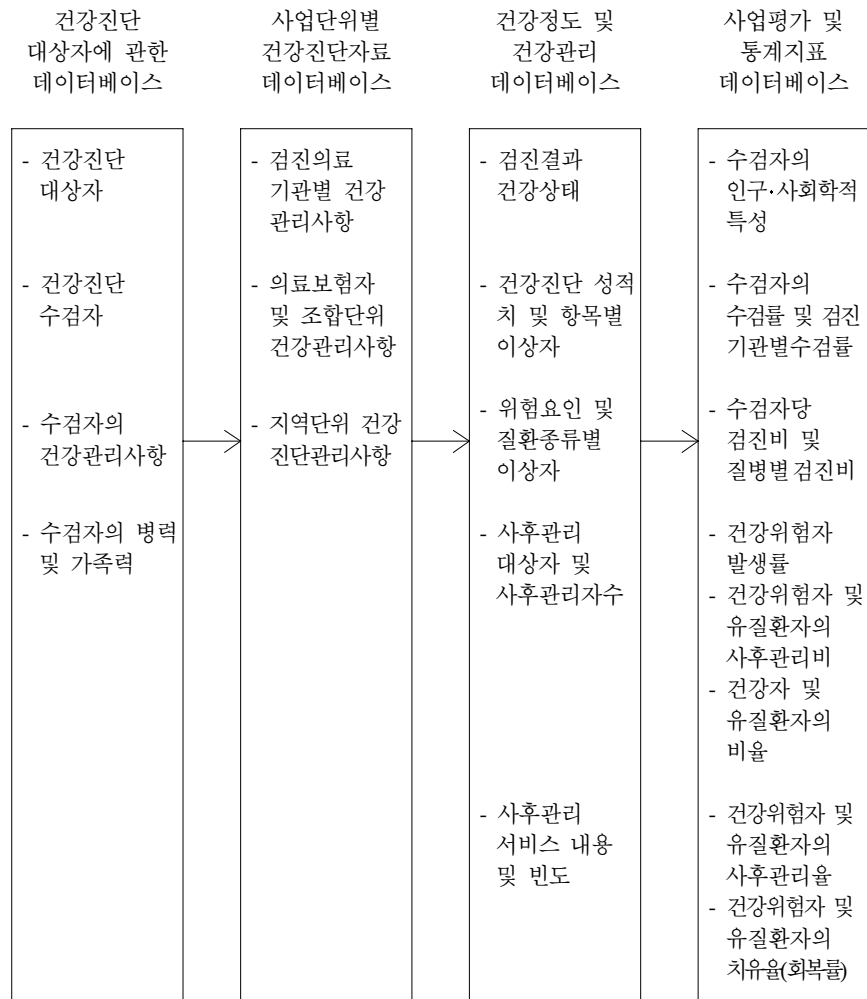 건강진단
대상자에 관한
데이터베이스
사업단위별
건강진단자료
데이터베이스
건강정도 및
건강관리
데이터베이스
사업평가 및
통계지표
데이터베이스
- 건강진단
대상자
- 건강진단
수검자
- 수검자의
건강관리사항
- 수검자의 병력
및 가족력
- 검진의료
기관별 건강
관리사항
- 의료보험자
및 조합단위
건강관리사항
- 지역단위 건강
진단관리사항
- 검진결과
건강상태
- 건강진단 성적
치 및 항목별
이상자
- 위험요인 및
질환종류별
이상자
- 사후관리
대상자 및
사후관리자수
- 사후관리
서비스 내용
및 빈도
- 수검자의
인구·사회학적
특성
- 수검자의
수검률 및 검진
기관별수검률
- 수검자당
검진비 및
질병별 검진비
- 건강위험자
발생률
- 건강위험자 및
유질환자의
사후관리비
- 건강자 및
유질환자의
비율
- 건강위험자 및
유질환자의
사후관리율
- 건강위험자 및
유질환자의
치유율(회복률)